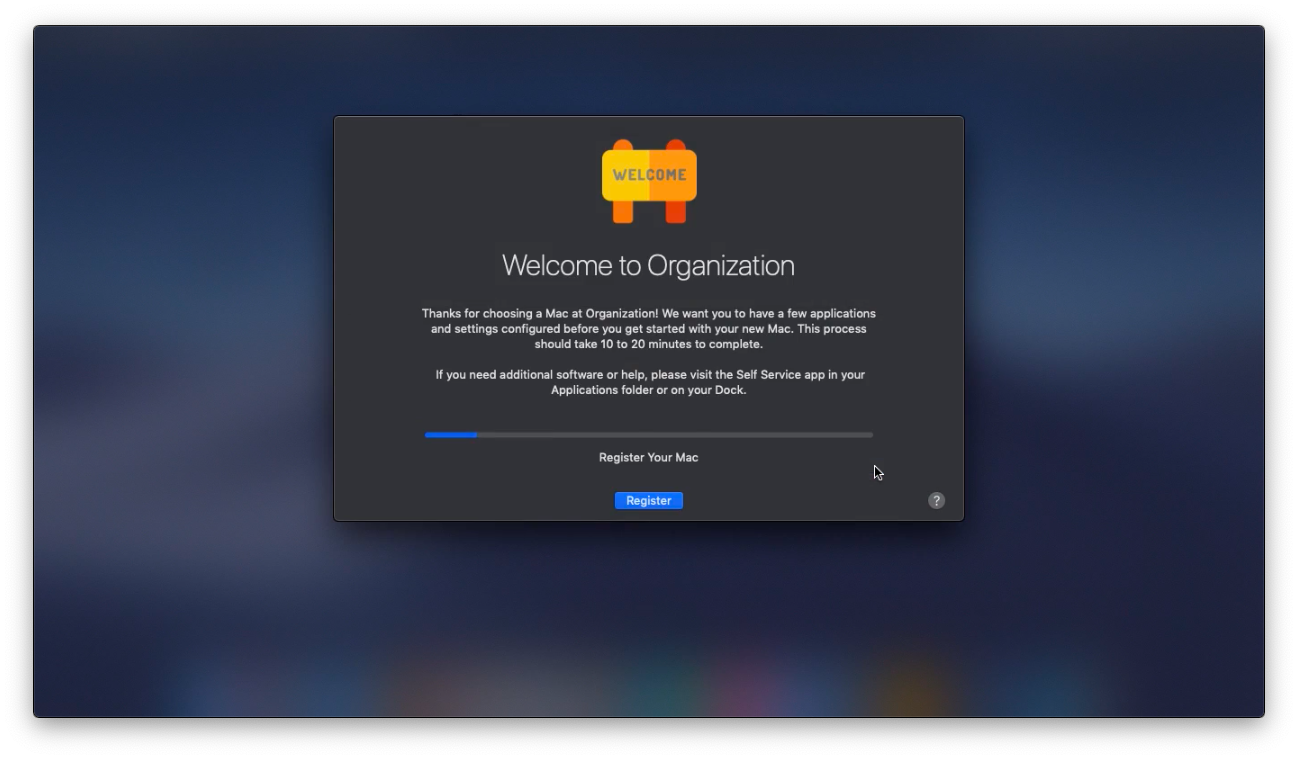 WELCOME
Welcome to Organization
Thanks for choosing a Mac at Organization! We want you to have a few applications
and settings configured before you get started with your new Mac. This process
should take 10 to 20 minutes to complete.
If you need additional software or help, please visit the Self Service app in your
Applications folder or on your Dock.
Register Your Mac
Register
?